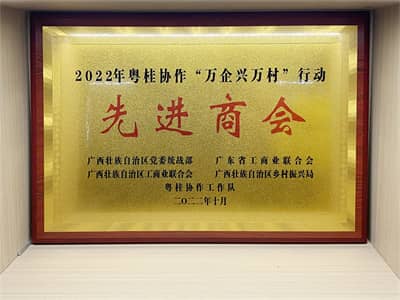 2022年粤桂协作“万企兴万村”行动
先进商会
广西壮族自治区党委统战部 广东省工商业联合会
广西壮族自治区工商业联合会 广西壮族自治区乡村振兴局
粤桂协作工作队
二〇二二年十月